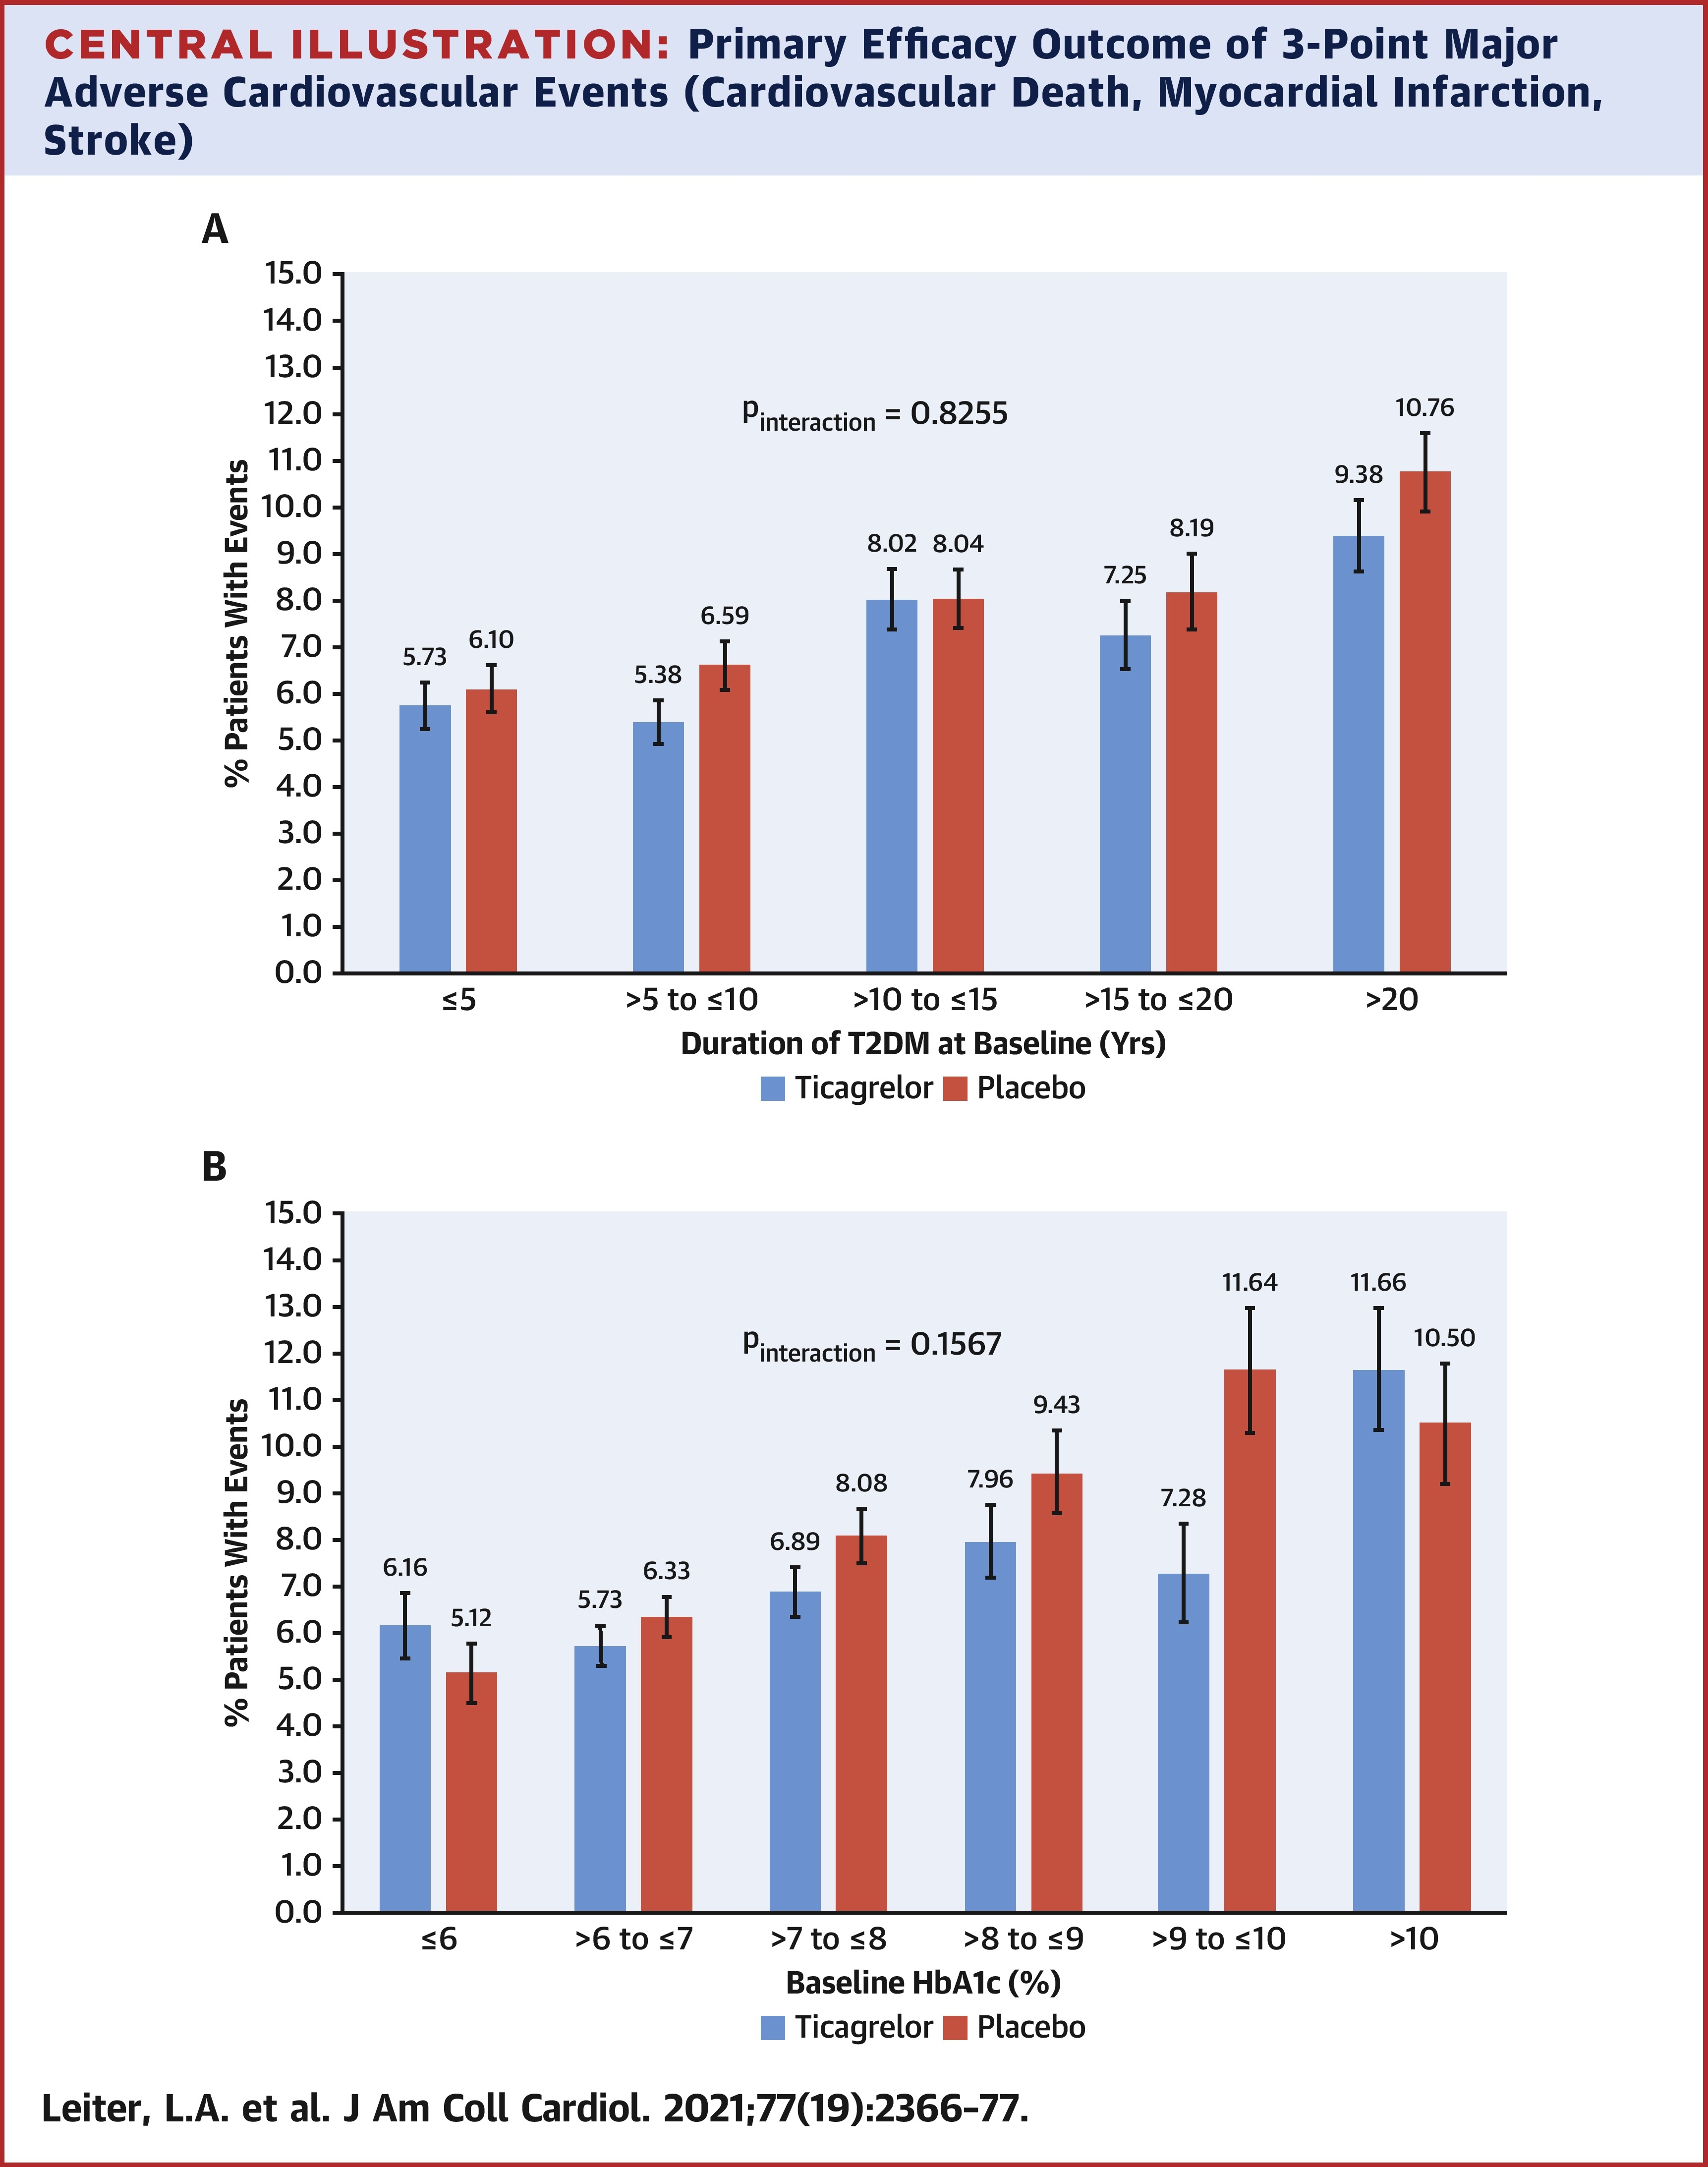 CENTRAL ILLUSTRATION: Primary Efficacy Outcome of 3-Point Major
Adverse Cardiovascular Events (Cardiovascular Death, Myocardial Infarction,
Stroke)
A
% Patients With Events
15.0
14.0
13.0
12.0
11.0
10.0
9.0
8.0
7.0
6.0
5.0
4.0
3.0
2.0
1.0
0.0
pinteraction = 0.8255
5.73
6.10
5.38
6.59
8.02
8.04
7.25
8.19
9.38
10.76
≤5
>5 to ≤10
>10 to ≤15
>15 to ≤20
>20
Duration of T2DM at Baseline (Yrs)
Ticagrelor Placebo
B
% Patients With Events
15.0
14.0
13.0
12.0
11.0
10.0
9.0
8.0
7.0
6.0
5.0
4.0
3.0
2.0
1.0
0.0
pinteraction = 0.1567
6.16
5.12
5.73
6.33
6.89
8.08
7.96
9.43
7.28
11.64
11.66
10.50
≤6
>6 to ≤7
>7 to ≤8
>8 to ≤9
>9 to ≤10
>10
Baseline HbA1c (%)
Ticagrelor Placebo
Leiter, L.A. et al. J Am Coll Cardiol. 2021;77(19):2366–77.